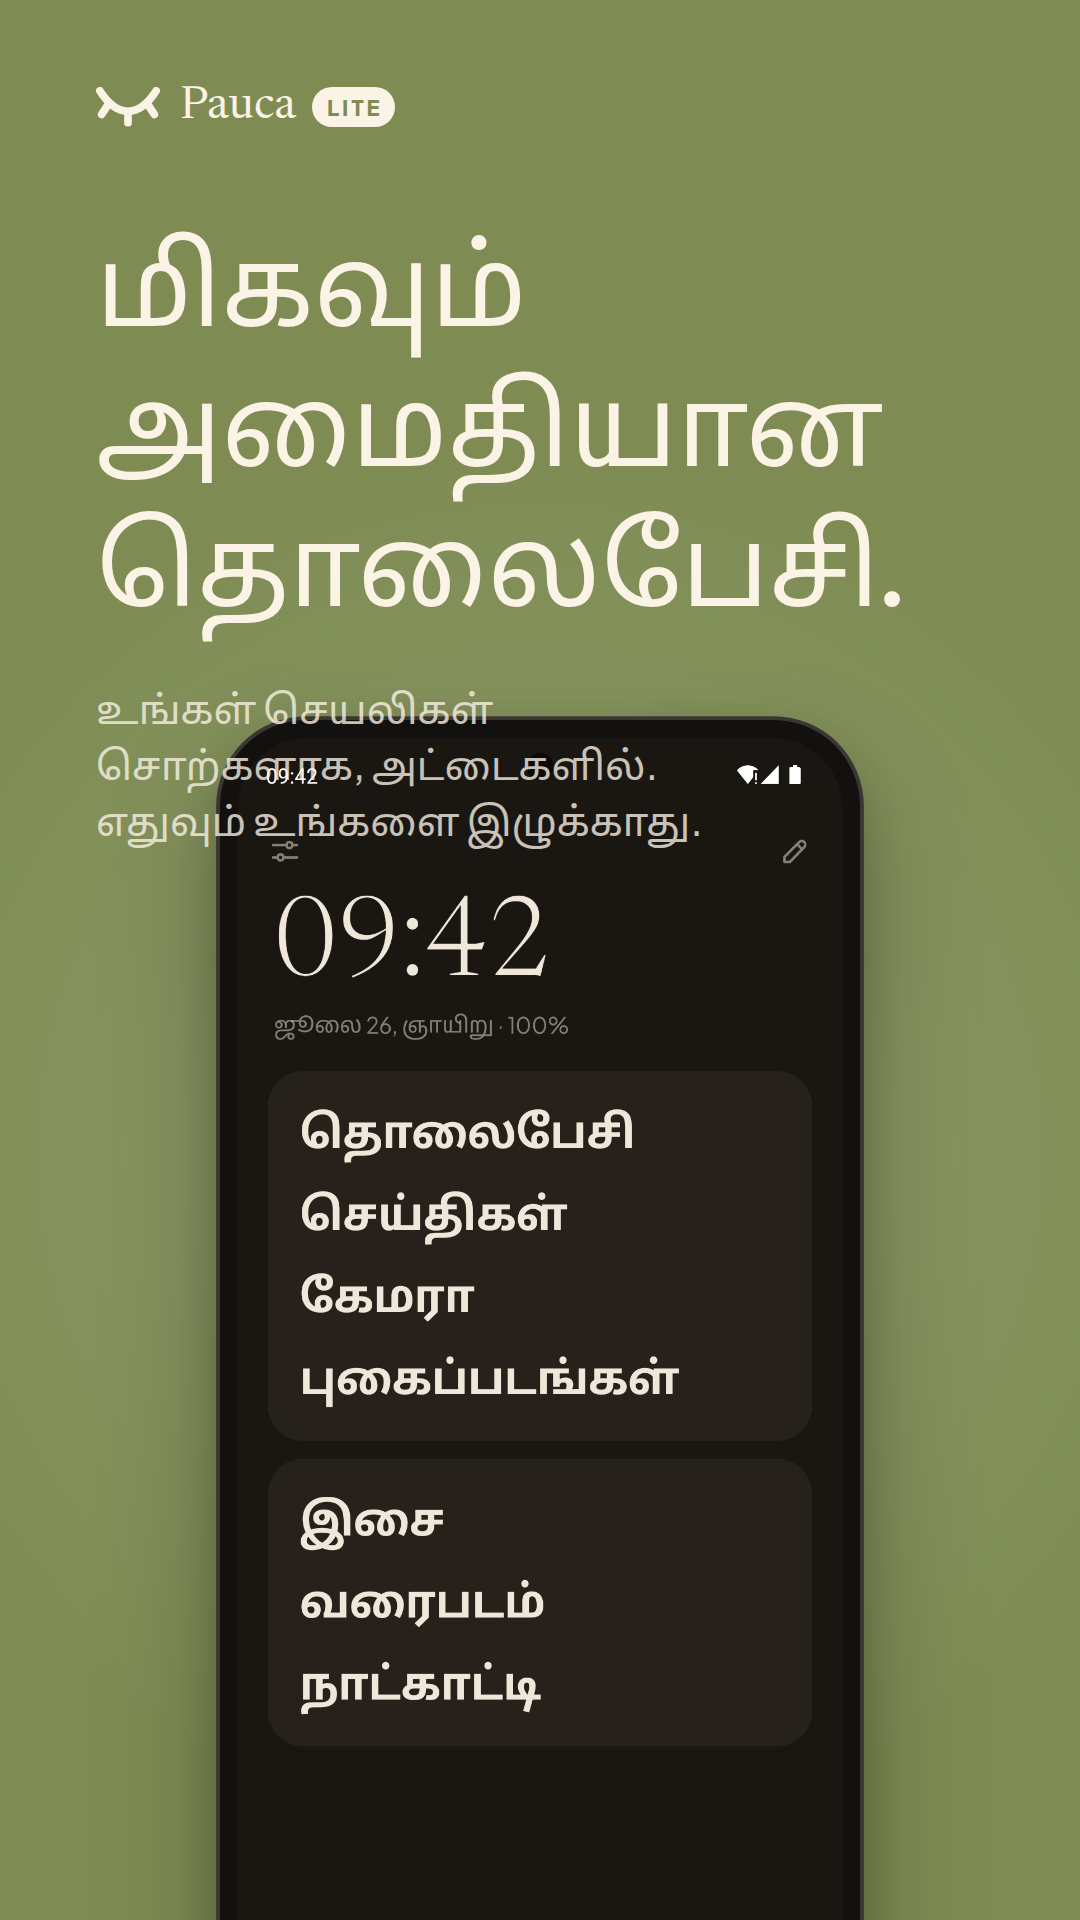 Pauca LITE
மிகவும்
அமைதியான
தொலைபேசி.
உங்கள் செயலிகள்
சொற்களாக, அட்டைகளில்.
எதுவும் உங்களை இழுக்காது.
09:42
09:42
ஜூலை 26, ஞாயிறு · 100%
தொலைபேசி
செய்திகள்
கேமரா
புகைப்படங்கள்
இசை
வரைபடம்
நாட்காட்டி